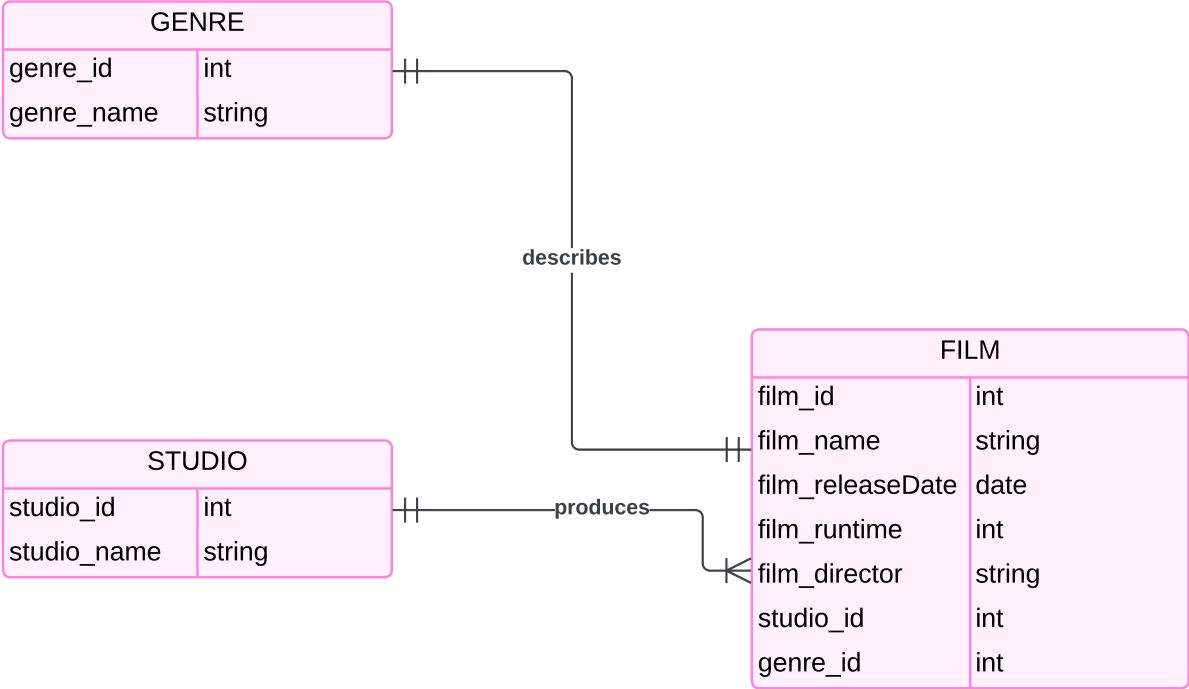 GENRE
genre_id int
genre_name string
describes
STUDIO
studio_id int
studio_name string
produces
FILM
film_id int
film_name string
film_releaseDate date
film_runtime int
film_director string
studio_id int
genre_id int